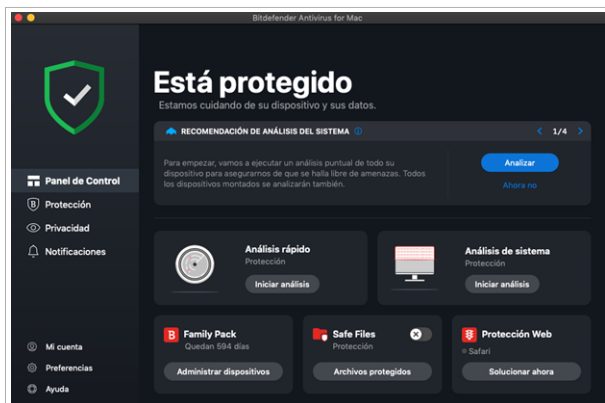 Bitdefender Antivirus for Mac
Está protegido
Estamos cuidando de su dispositivo y sus datos.
RECOMENDACIÓN DE ANÁLISIS DEL SISTEMA
1/4
Para empezar, vamos a ejecutar un análisis puntual de todo su
dispositivo para asegurarnos de que se halla libre de amenazas. Todos
los dispositivos montados se analizarán también.
Analizar
Ahora no
Panel de Control
B Protección
Privacidad
Notificaciones
Análisis rápido
Protección
Iniciar análisis
Análisis de sistema
Protección
Iniciar análisis
B Family Pack
Quedan 594 días
Administrar dispositivos
Safe Files
Protección
Archivos protegidos
Protección Web
Safari
Solucionar ahora
Mi cuenta
Preferencias
Ayuda